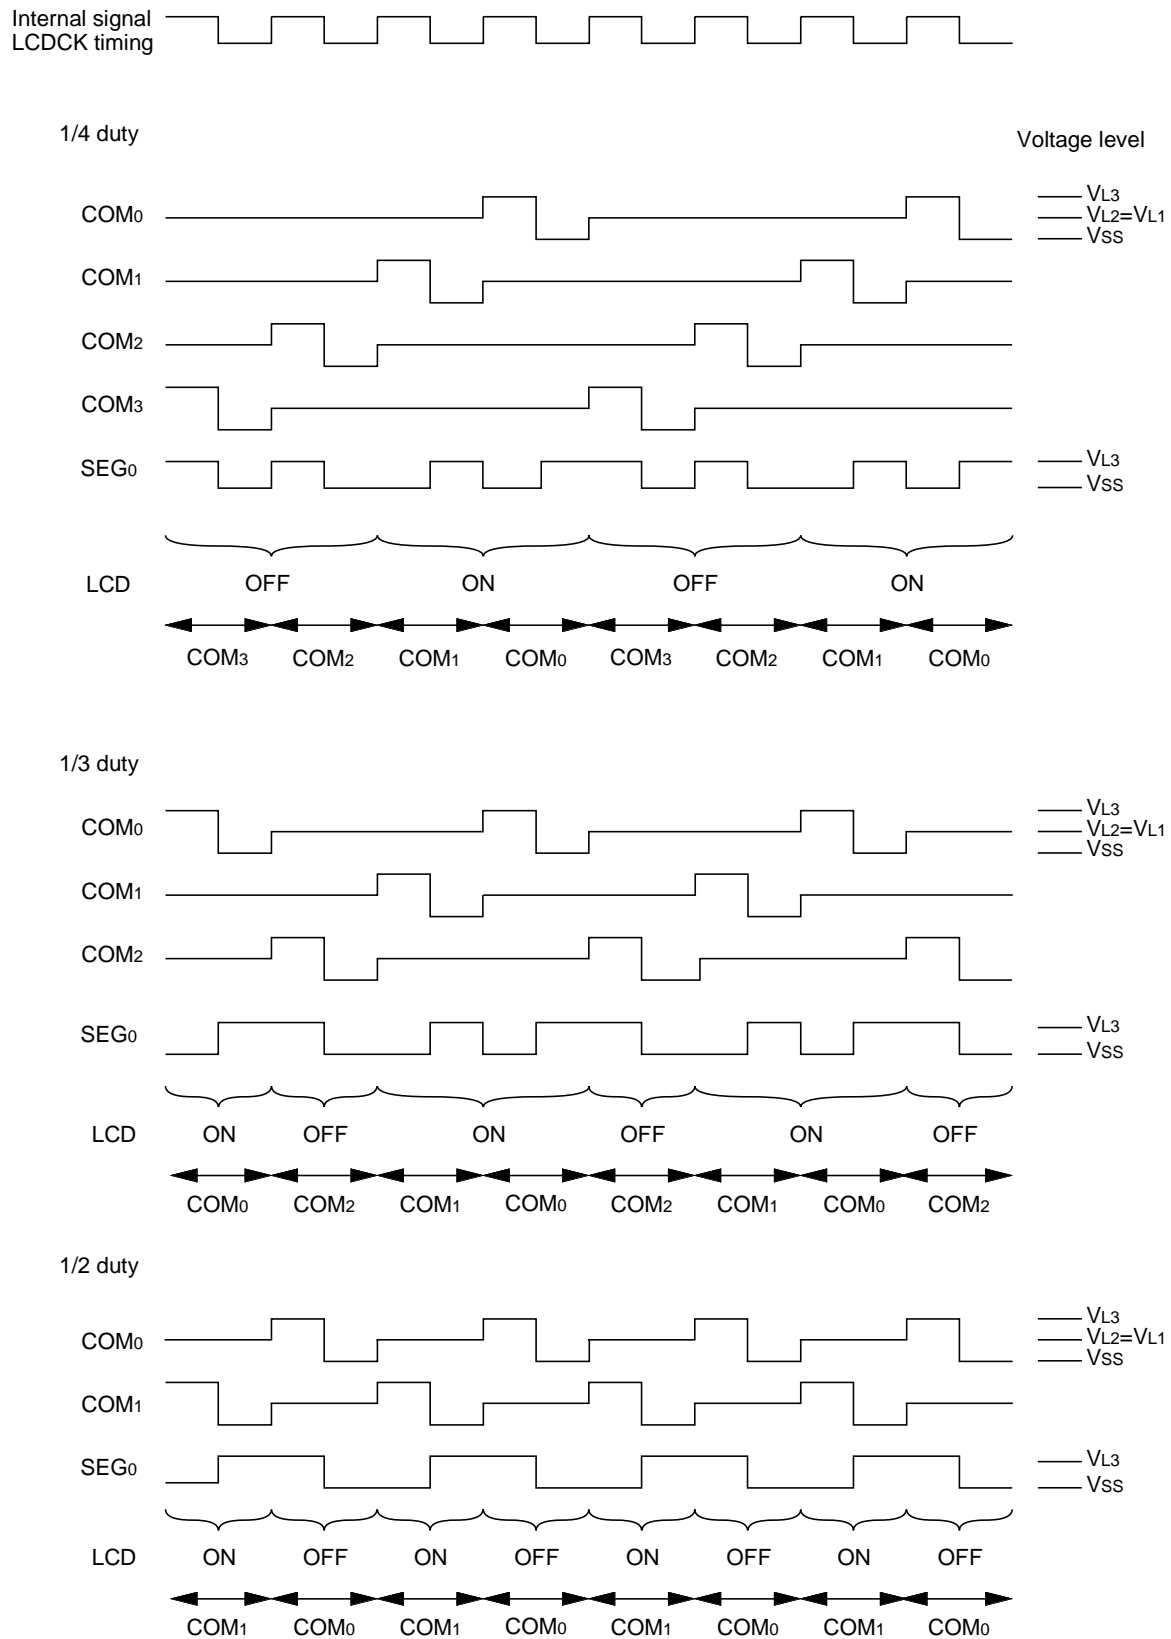 Internal signal
LCDCK timing
1/4 duty
Voltage level
COM0
VL3
VL2=VL1
VSS
COM1
COM2
COM3
SEG0
VL3
VSS
LCD OFF ON OFF ON
COM3 COM2 COM1 COM0 COM3 COM2 COM1 COM0
1/3 duty
COM0
VL3
VL2=VL1
VSS
COM1
COM2
SEG0
VL3
VSS
LCD ON OFF ON OFF ON OFF
COM0 COM2 COM1 COM0 COM2 COM1 COM0 COM2
1/2 duty
COM0
VL3
VL2=VL1
VSS
COM1
SEG0
VL3
VSS
LCD ON OFF ON OFF ON OFF ON OFF
COM1 COM0 COM1 COM0 COM1 COM0 COM1 COM0